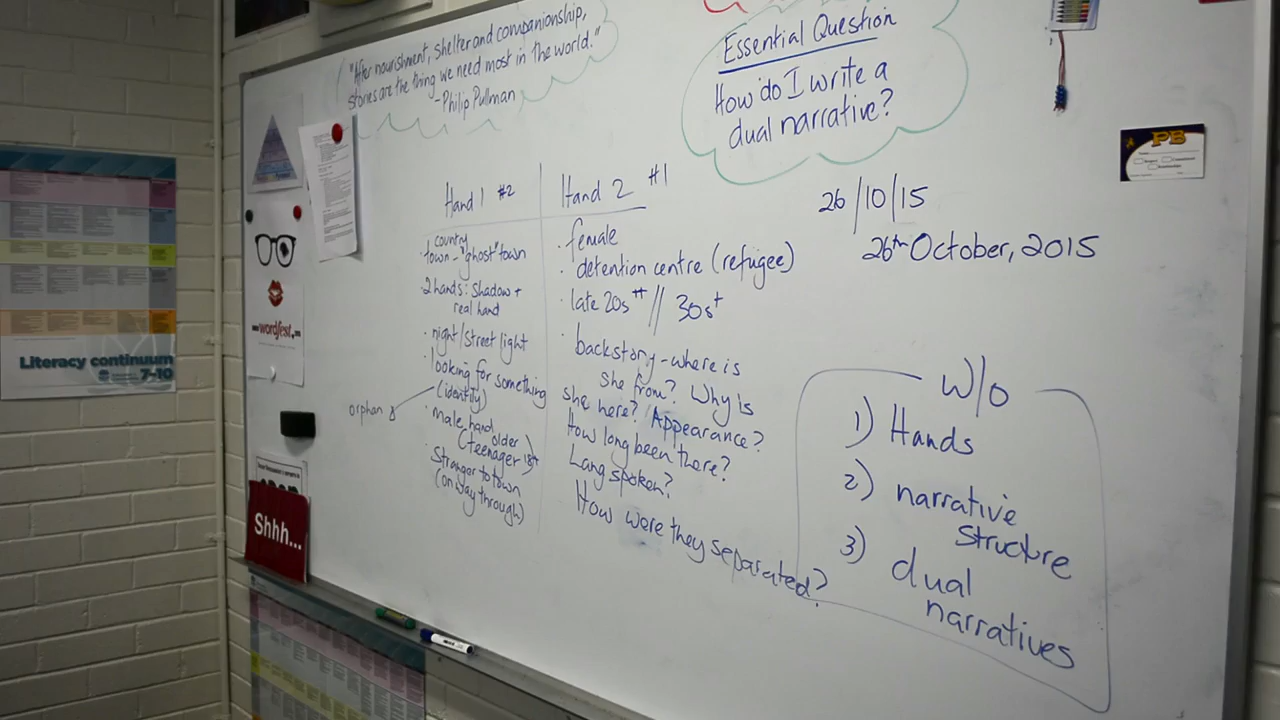 "After nourishment, shelter and companionship,
stories are the thing we need most in the world."
-Philip Pullman
Essential Question
How do I write a
dual narrative?
26/10/15
26th October, 2015
Hand 1 #2
country
· town - "ghost" town
· 2 hands: Shadow +
real hand
· night/street light
· looking for something
(identity)
orphan
· male hand
older
(teenager 18+)
Stranger to town
(on way through)
Hand 2 #1
· female
· detention centre (refugee)
· late 20s+ // 30s+
· backstory - where is
she from? Why is
she here? Appearance?
How long been there?
Lang spoken?
How were they separated?
W/O
1) Hands
2) narrative
structure
3) dual
narratives
wordfest
Shhh...
Literacy continuum
7-10
PB